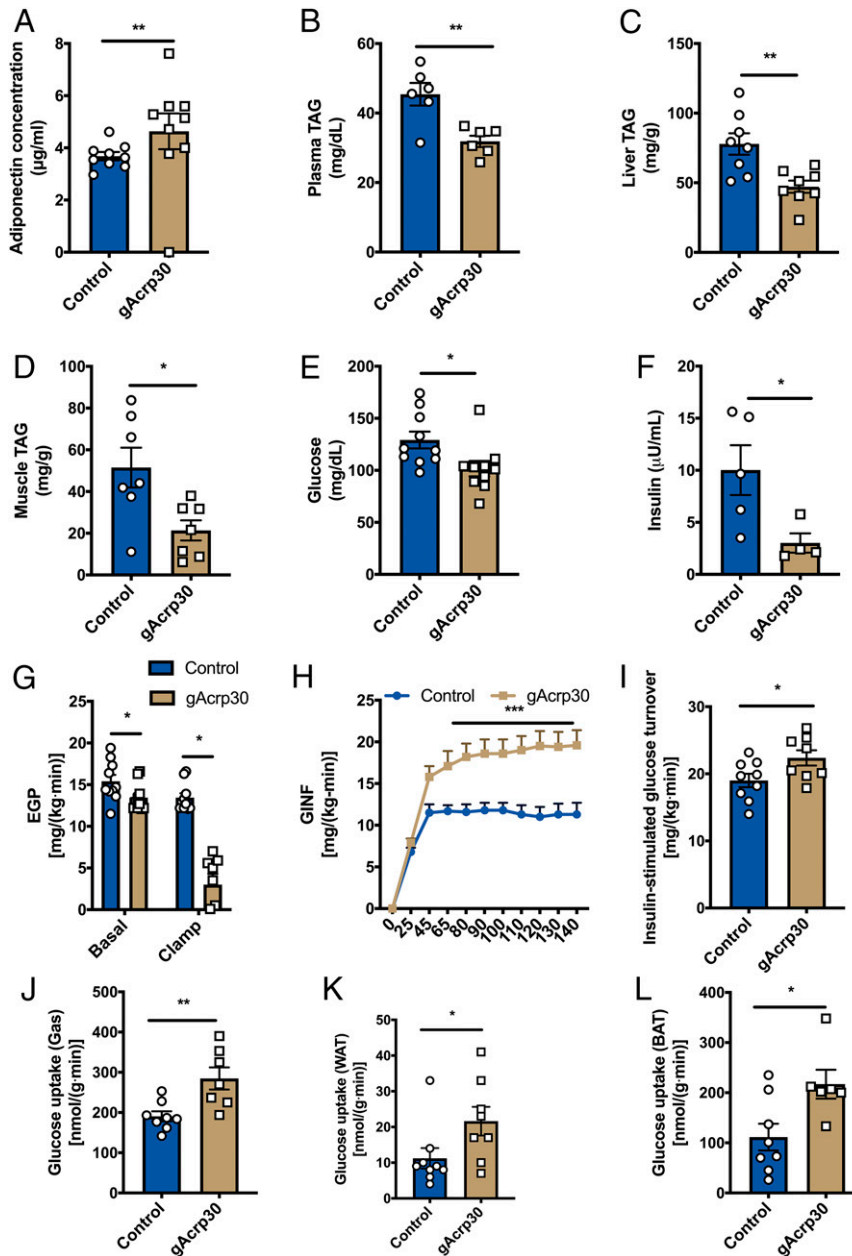 A
Adiponectin concentration
(µg/ml)
8
6
4
2
0
**
Control
gAcrp30
B
Plasma TAG
(mg/dL)
60
40
20
0
**
Control
gAcrp30
C
Liver TAG
(mg/g)
150
100
50
0
**
Control
gAcrp30
D
Muscle TAG
(mg/g)
100
80
60
40
20
0
*
Control
gAcrp30
E
Glucose
(mg/dL)
200
150
100
50
0
*
Control
gAcrp30
F
Insulin (µU/mL)
20
15
10
5
0
*
Control
gAcrp30
G
Control
gAcrp30
EGP
[mg/(kg·min)]
25
20
15
10
5
0
*
*
Basal
Clamp
H
Control
gAcrp30
GINF
[mg/(kg-min)]
25
20
15
10
5
0
***
0
25
45
65
80
90
100
110
120
130
140
I
Insulin-stimulated glucose turnover
[mg/(kg·min)]
30
20
10
0
*
Control
gAcrp30
J
Glucose uptake (Gas)
[nmol/(g·min)]
500
400
300
200
100
0
**
Control
gAcrp30
K
Glucose uptake (WAT)
[nmol/(g·min)]
50
40
30
20
10
0
*
Control
gAcrp30
L
Glucose uptake (BAT)
[nmol/(g·min)]
400
300
200
100
0
*
Control
gAcrp30